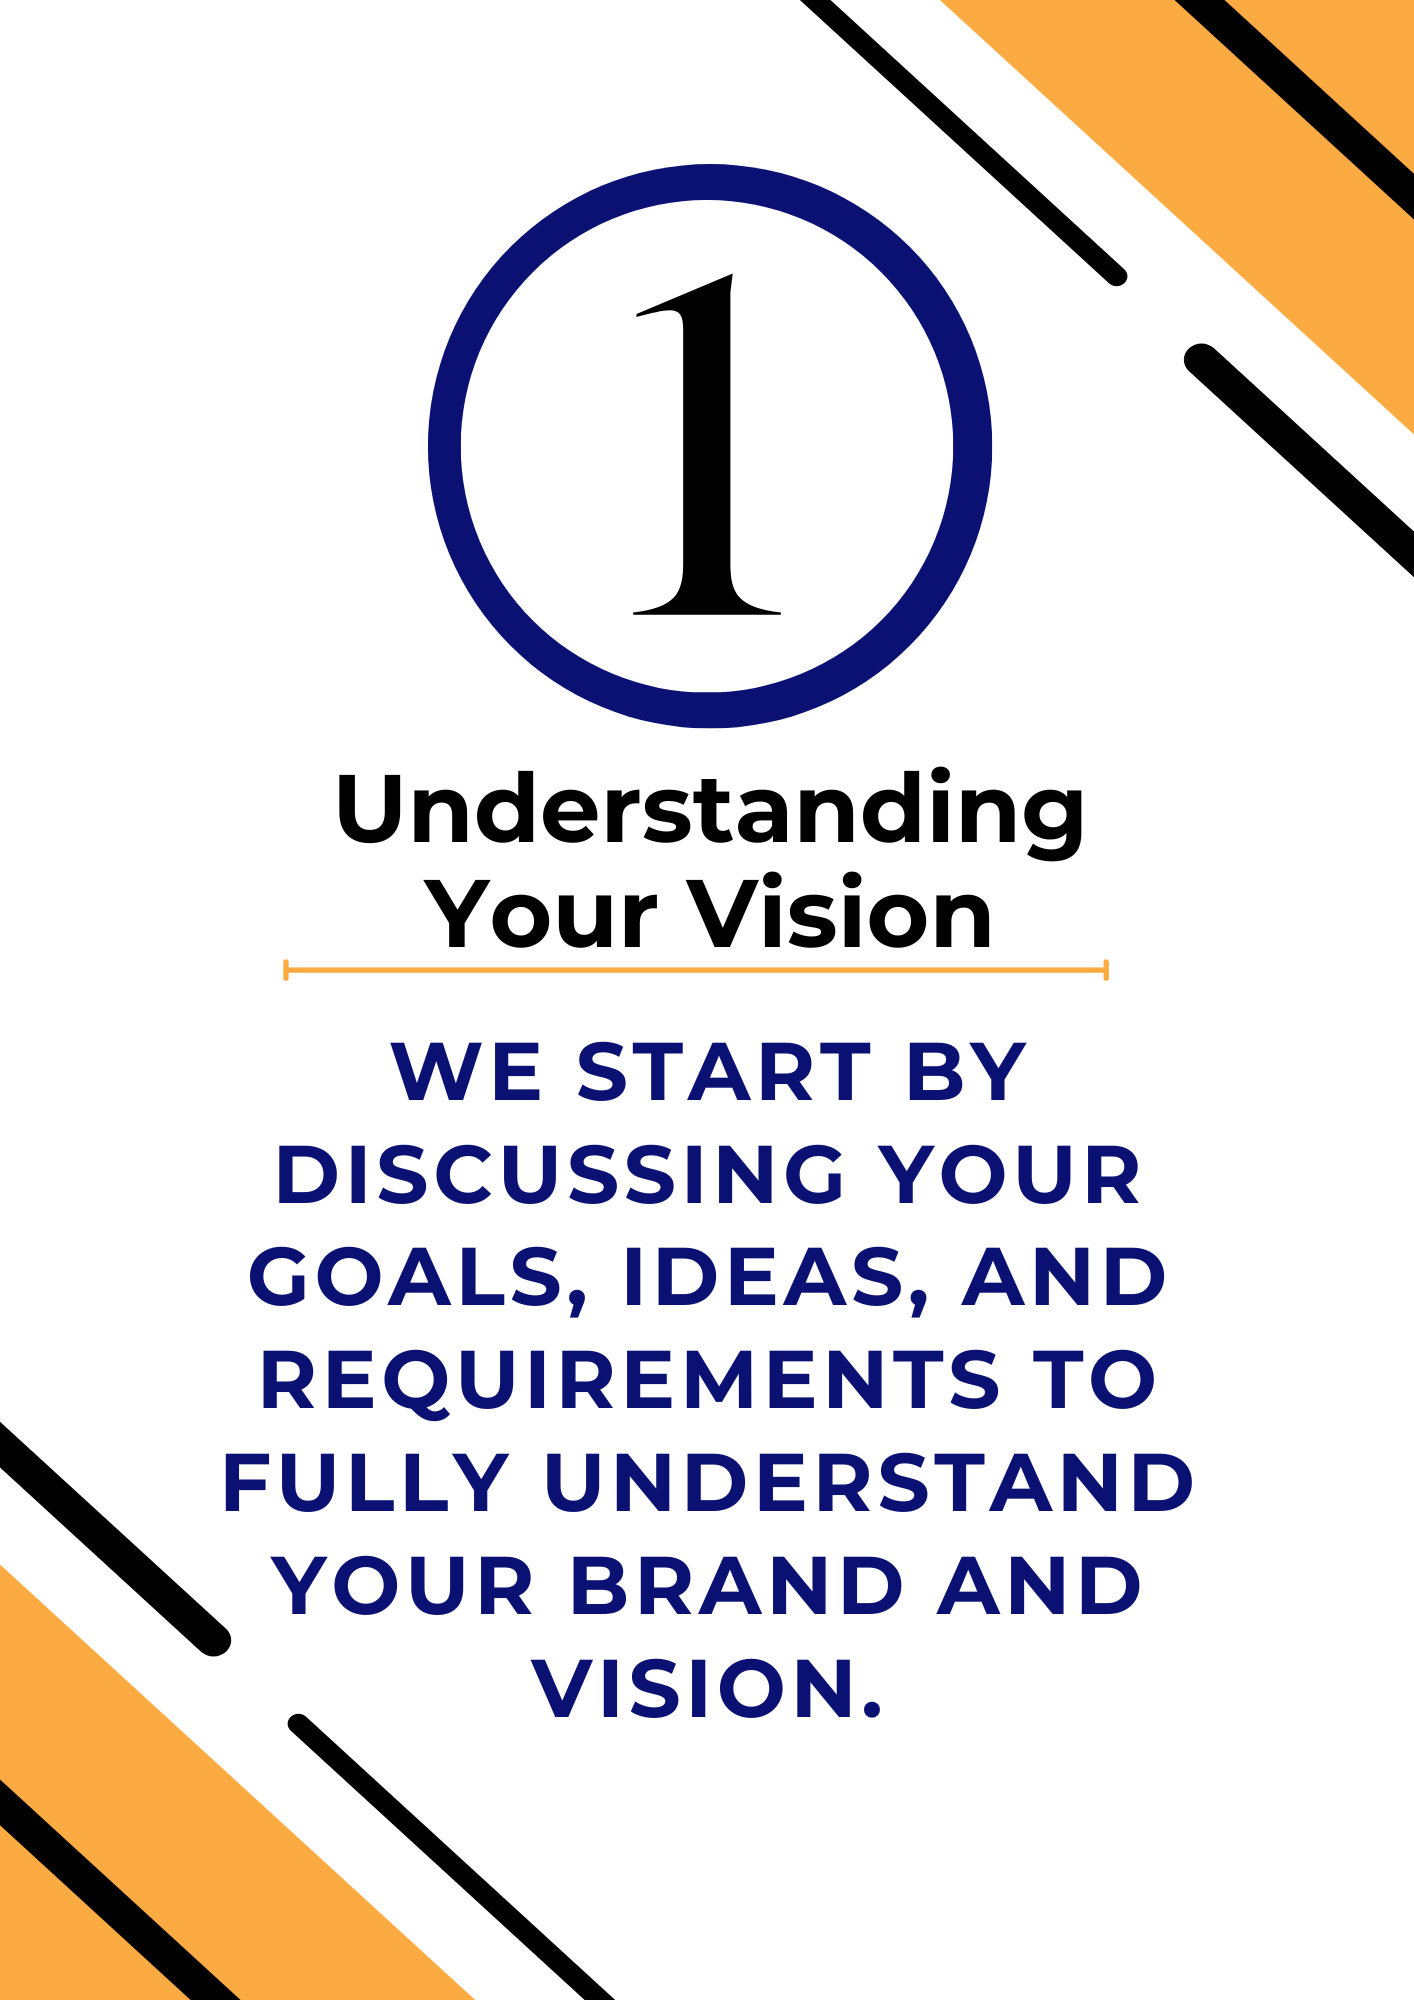 1
Understanding
Your Vision
WE START BY
DISCUSSING YOUR
GOALS, IDEAS, AND
REQUIREMENTS TO
FULLY UNDERSTAND
YOUR BRAND AND
VISION.